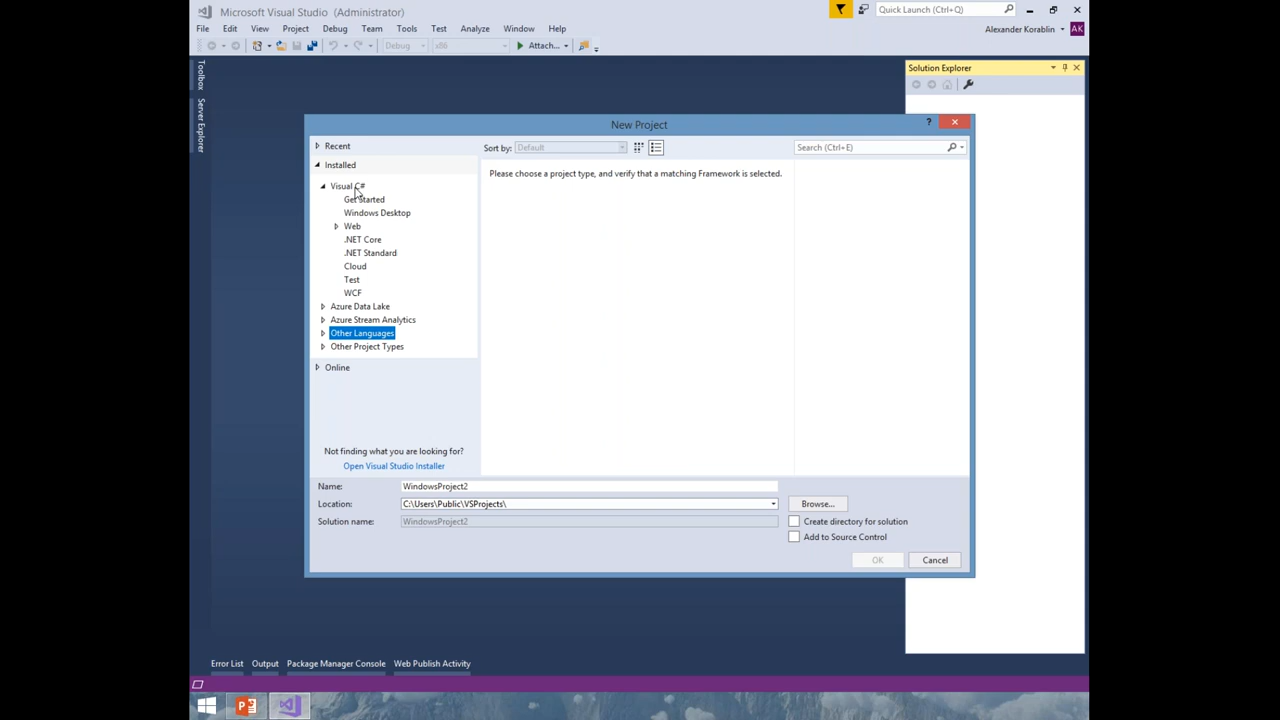 Microsoft Visual Studio (Administrator)
Quick Launch (Ctrl+Q)
File Edit View Project Debug Team Tools Test Analyze Window Help
Alexander Korablin AK
Debug x86 Attach...
Toolbox
Server Explorer
Solution Explorer
New Project
?
Recent
Sort by: Default
Search (Ctrl+E)
Installed
Please choose a project type, and verify that a matching Framework is selected.
Visual C#
Get Started
Windows Desktop
Web
.NET Core
.NET Standard
Cloud
Test
WCF
Azure Data Lake
Azure Stream Analytics
Other Languages
Other Project Types
Online
Not finding what you are looking for?
Open Visual Studio Installer
Name: WindowsProject2
Location: C:\Users\Public\VSProjects\ Browse...
Solution name: WindowsProject2
Create directory for solution
Add to Source Control
OK Cancel
Error List Output Package Manager Console Web Publish Activity